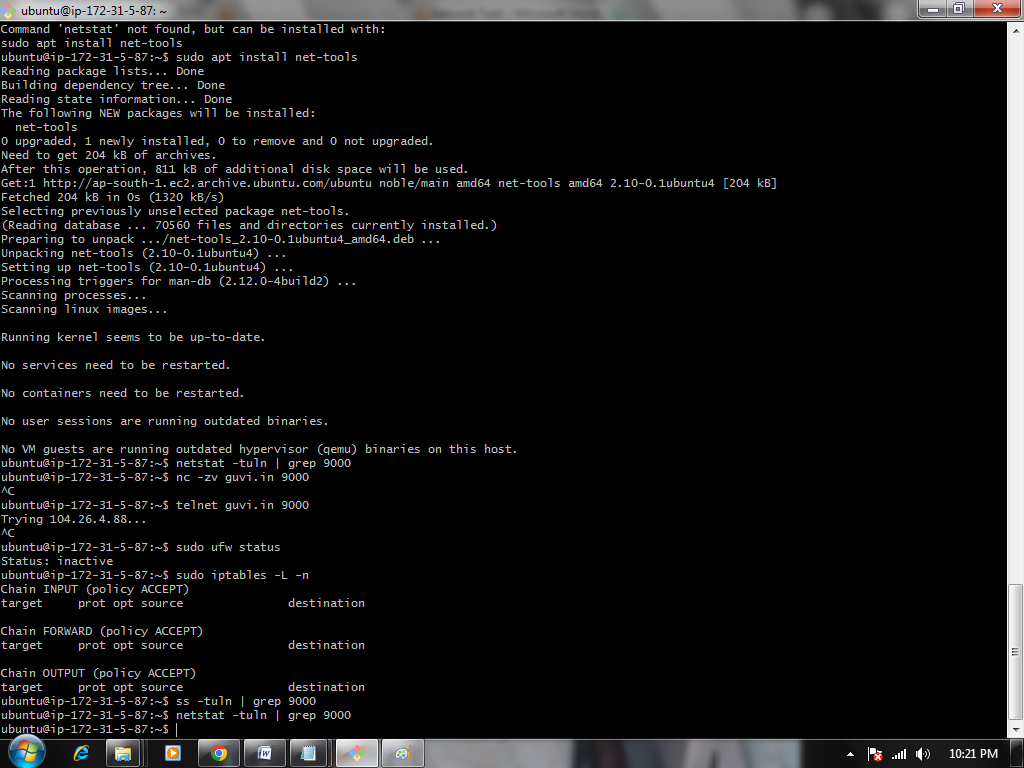 ubuntu@ip-172-31-5-87: ~
Command 'netstat' not found, but can be installed with:
sudo apt install net-tools
ubuntu@ip-172-31-5-87:~$ sudo apt install net-tools
Reading package lists... Done
Building dependency tree... Done
Reading state information... Done
The following NEW packages will be installed:
  net-tools
0 upgraded, 1 newly installed, 0 to remove and 0 not upgraded.
Need to get 204 kB of archives.
After this operation, 811 kB of additional disk space will be used.
Get:1 http://ap-south-1.ec2.archive.ubuntu.com/ubuntu noble/main amd64 net-tools amd64 2.10-0.1ubuntu4 [204 kB]
Fetched 204 kB in 0s (1320 kB/s)
Selecting previously unselected package net-tools.
(Reading database ... 70560 files and directories currently installed.)
Preparing to unpack .../net-tools_2.10-0.1ubuntu4_amd64.deb ...
Unpacking net-tools (2.10-0.1ubuntu4) ...
Setting up net-tools (2.10-0.1ubuntu4) ...
Processing triggers for man-db (2.12.0-4build2) ...
Scanning processes...
Scanning linux images...
Running kernel seems to be up-to-date.
No services need to be restarted.
No containers need to be restarted.
No user sessions are running outdated binaries.
No VM guests are running outdated hypervisor (qemu) binaries on this host.
ubuntu@ip-172-31-5-87:~$ netstat -tuln | grep 9000
ubuntu@ip-172-31-5-87:~$ nc -zv guvi.in 9000
^C
ubuntu@ip-172-31-5-87:~$ telnet guvi.in 9000
Trying 104.26.4.88...
^C
ubuntu@ip-172-31-5-87:~$ sudo ufw status
Status: inactive
ubuntu@ip-172-31-5-87:~$ sudo iptables -L -n
Chain INPUT (policy ACCEPT)
target     prot opt source               destination
Chain FORWARD (policy ACCEPT)
target     prot opt source               destination
Chain OUTPUT (policy ACCEPT)
target     prot opt source               destination
ubuntu@ip-172-31-5-87:~$ ss -tuln | grep 9000
ubuntu@ip-172-31-5-87:~$ netstat -tuln | grep 9000
ubuntu@ip-172-31-5-87:~$
10:21 PM